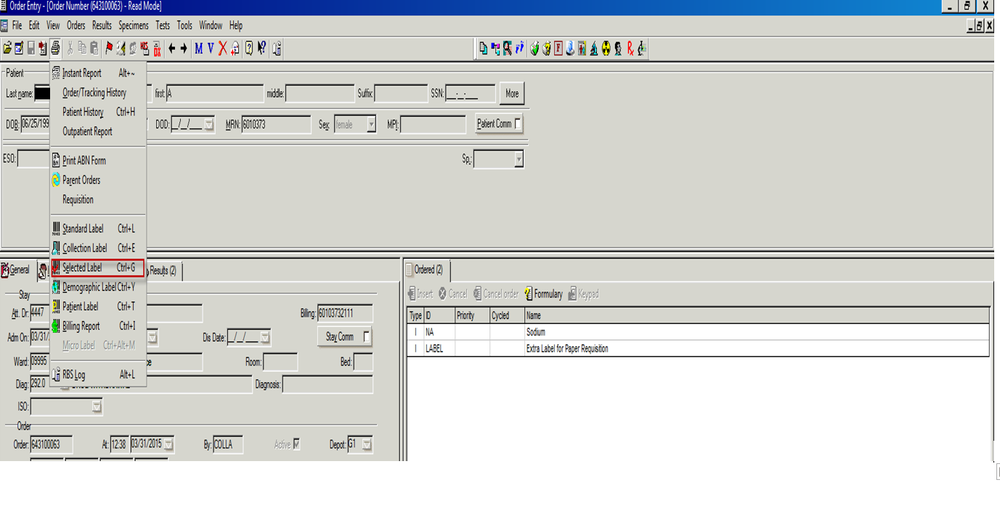 Order Entry - [Order Number (643100063) - Read Mode]
File Edit View Orders Results Specimens Tests Tools Window Help
Patient
Last name: first: A middle: Suffix: SSN: __-_-___ More
DOB: 06/25/199 DOD: _/_/___ MRN: 6010373 Sex: female MPI: Patient Comm
ESO: Sp.:
Instant Report Alt+~
Order/Tracking History
Patient History Ctrl+H
Outpatient Report
Print ABN Form
Parent Orders
Requisition
Standard Label Ctrl+L
Collection Label Ctrl+E
Selected Label Ctrl+G
Demographic Label Ctrl+Y
Patient Label Ctrl+T
Billing Report Ctrl+I
Micro Label Ctrl+Alt+M
RBS Log Alt+L
General Results (2)
Stay
Att. Dr: 4447 Billing: 60103732111
Adm On: 03/31/ Dis Date: _/_/___ Stay Comm
Ward: 09995 ce Room: Bed:
Diag: 292.0 Diagnosis:
ISO:
Order
Order: 643100063 At: 12:38 03/31/2015 By: COLLA Active Depot: G1
Ordered (2)
Insert Cancel Cancel order Formulary Keypad
Type ID Priority Cycled Name
I NA Sodium
I LABEL Extra Label for Paper Requisition